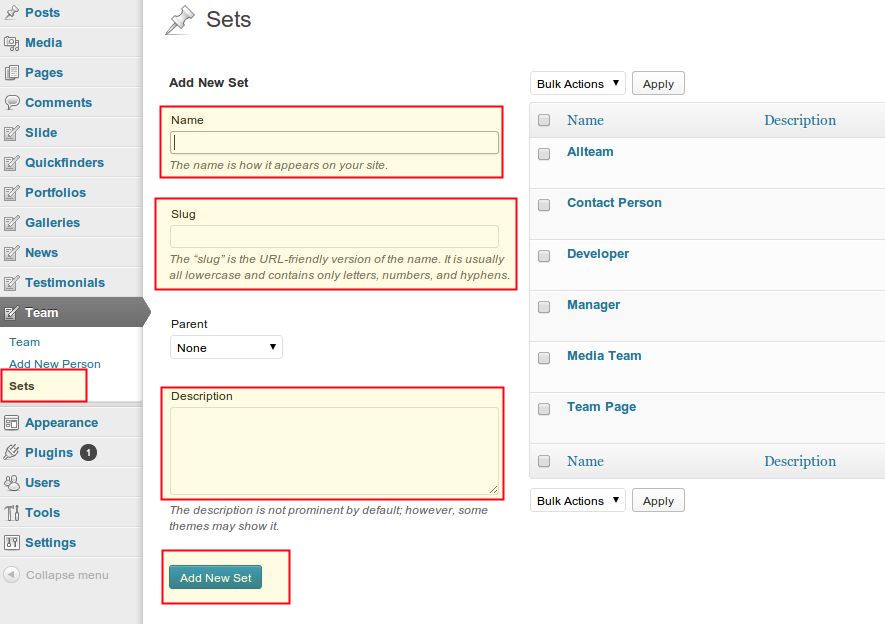 Posts
Media
Pages
Comments
Slide
Quickfinders
Portfolios
Galleries
News
Testimonials
Team
Team
Add New Person
Sets
Appearance
Plugins 1
Users
Tools
Settings
Collapse menu
Sets
Add New Set
Name
The name is how it appears on your site.
Slug
The “slug” is the URL-friendly version of the name. It is usually
all lowercase and contains only letters, numbers, and hyphens.
Parent
None
Description
The description is not prominent by default; however, some
themes may show it.
Add New Set
Bulk Actions Apply
Name Description
Allteam
Contact Person
Developer
Manager
Media Team
Team Page
Name Description
Bulk Actions Apply